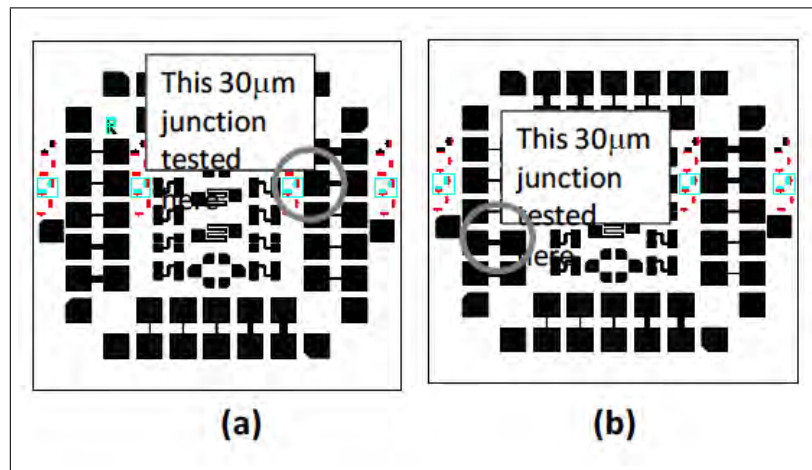 This 30μm
junction
tested
here
This 30μm
junction
tested
here
R
(a)
(b)